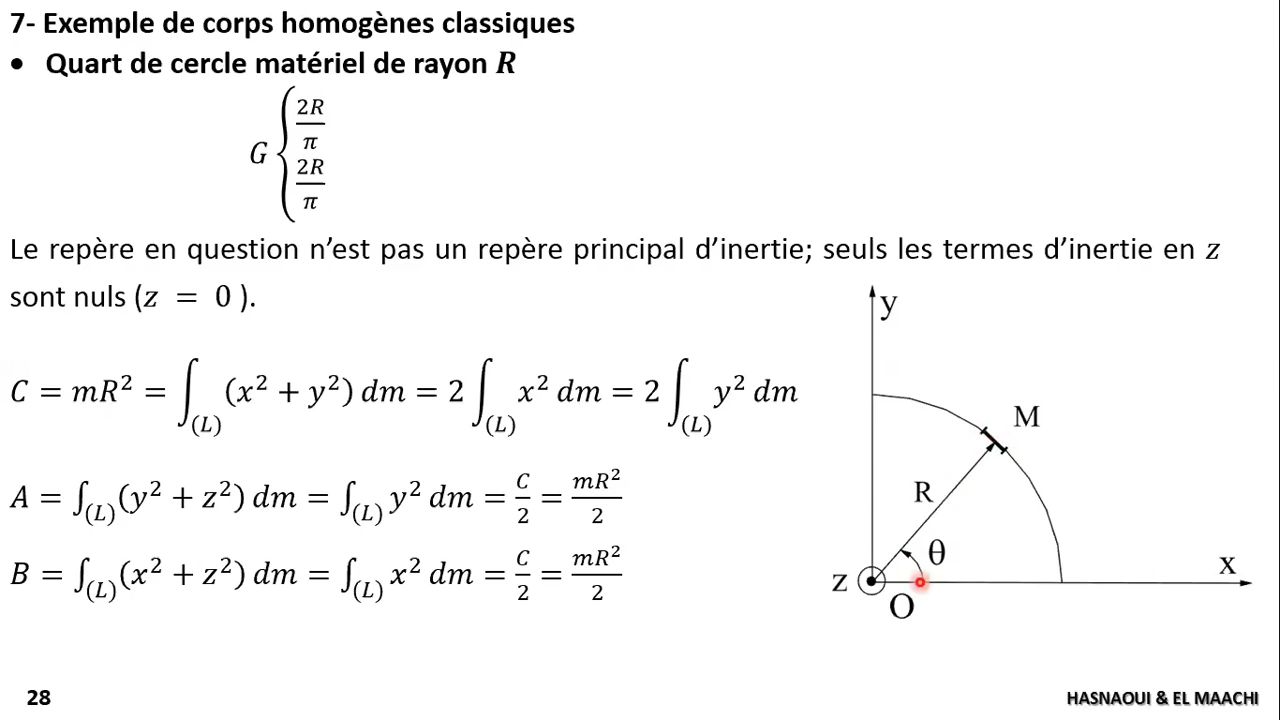 7- Exemple de corps homogènes classiques
• Quart de cercle matériel de rayon R
G { 2R/π
2R/π
Le repère en question n’est pas un repère principal d’inertie; seuls les termes d’inertie en z
sont nuls (z = 0 ).
C = mR² = ∫(L) (x² + y²) dm = 2 ∫(L) x² dm = 2 ∫(L) y² dm
A = ∫(L)(y² + z²) dm = ∫(L) y² dm = C/2 = mR²/2
B = ∫(L)(x² + z²) dm = ∫(L) x² dm = C/2 = mR²/2
y
M
R
θ
x
z
O
28
HASNAOUI & EL MAACHI